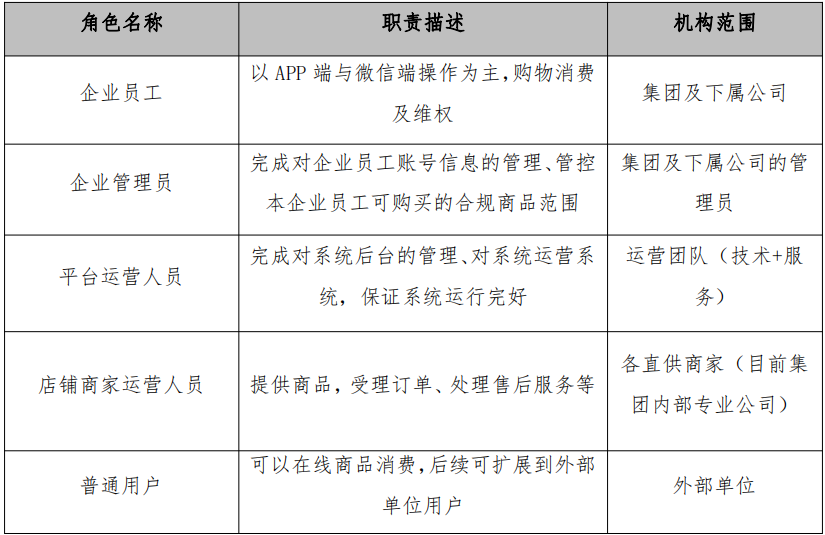 角色名称
职责描述
机构范围
企业员工
以 APP 端与微信端操作为主,购物消费
及维权
集团及下属公司
企业管理员
完成对企业员工账号信息的管理、管控
本企业员工可购买的合规商品范围
集团及下属公司的管
理员
平台运营人员
完成对系统后台的管理、对系统运营系
统，保证系统运行完好
运营团队（技术+服
务）
店铺商家运营人员
提供商品，受理订单、处理售后服务等
各直供商家（目前集
团内部专业公司）
普通用户
可以在线商品消费,后续可扩展到外部
单位用户
外部单位